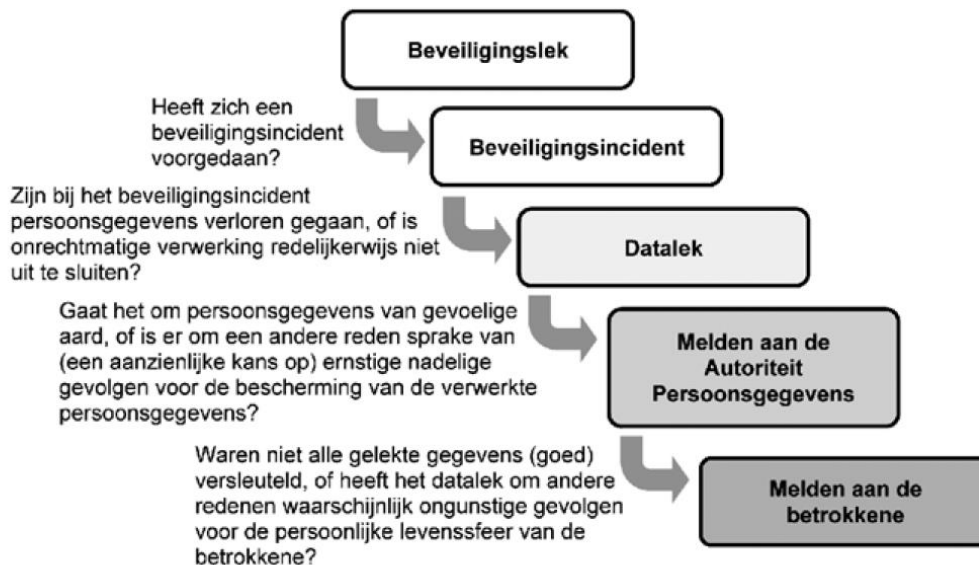 Beveiligingslek
Heeft zich een
beveiligingsincident
voorgedaan?
Beveiligingsincident
Zijn bij het beveiligingsincident
persoonsgegevens verloren gegaan, of is
onrechtmatige verwerking redelijkerwijs niet
uit te sluiten?
Datalek
Gaat het om persoonsgegevens van gevoelige
aard, of is er om een andere reden sprake van
(een aanzienlijke kans op) ernstige nadelige
gevolgen voor de bescherming van de verwerkte
persoonsgegevens?
Melden aan de
Autoriteit
Persoonsgegevens
Waren niet alle gelekte gegevens (goed)
versleuteld, of heeft het datalek om andere
redenen waarschijnlijk ongunstige gevolgen
voor de persoonlijke levenssfeer van de
betrokkene?
Melden aan de
betrokkene